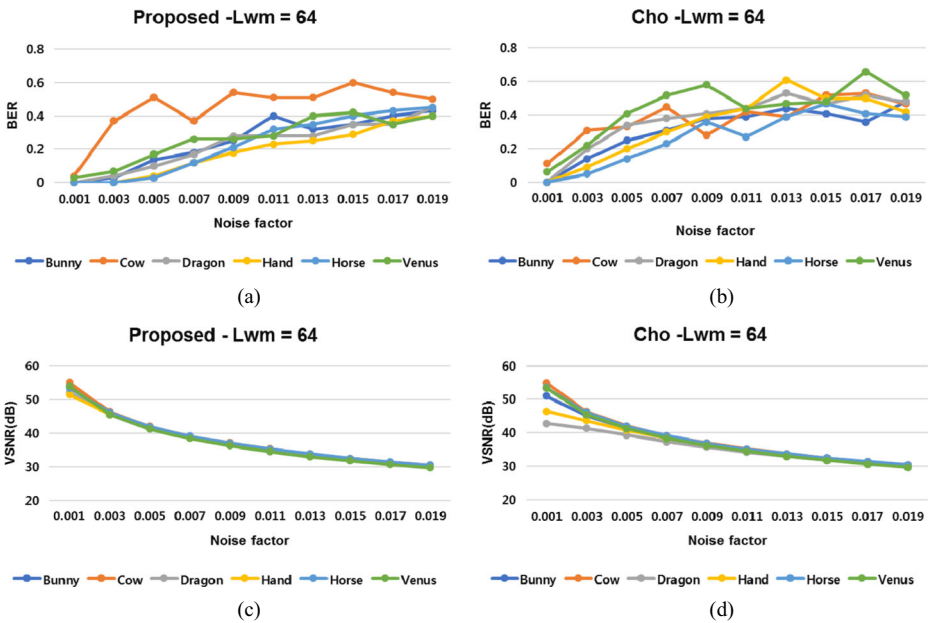 Proposed -Lwm = 64
0.8
0.6
0.4
0.2
0
BER
0.001 0.003 0.005 0.007 0.009 0.011 0.013 0.015 0.017 0.019
Noise factor
Bunny Cow Dragon Hand Horse Venus
(a)
Cho -Lwm = 64
0.8
0.6
0.4
0.2
0
BER
0.001 0.003 0.005 0.007 0.009 0.011 0.013 0.015 0.017 0.019
Noise factor
Bunny Cow Dragon Hand Horse Venus
(b)
Proposed - Lwm = 64
60
50
40
30
20
VSNR(dB)
0.001 0.003 0.005 0.007 0.009 0.011 0.013 0.015 0.017 0.019
Noise factor
Bunny Cow Dragon Hand Horse Venus
(c)
Cho -Lwm = 64
60
50
40
30
20
VSNR(dB)
0.001 0.003 0.005 0.007 0.009 0.011 0.013 0.015 0.017 0.019
Noise factor
Bunny Cow Dragon Hand Horse Venus
(d)